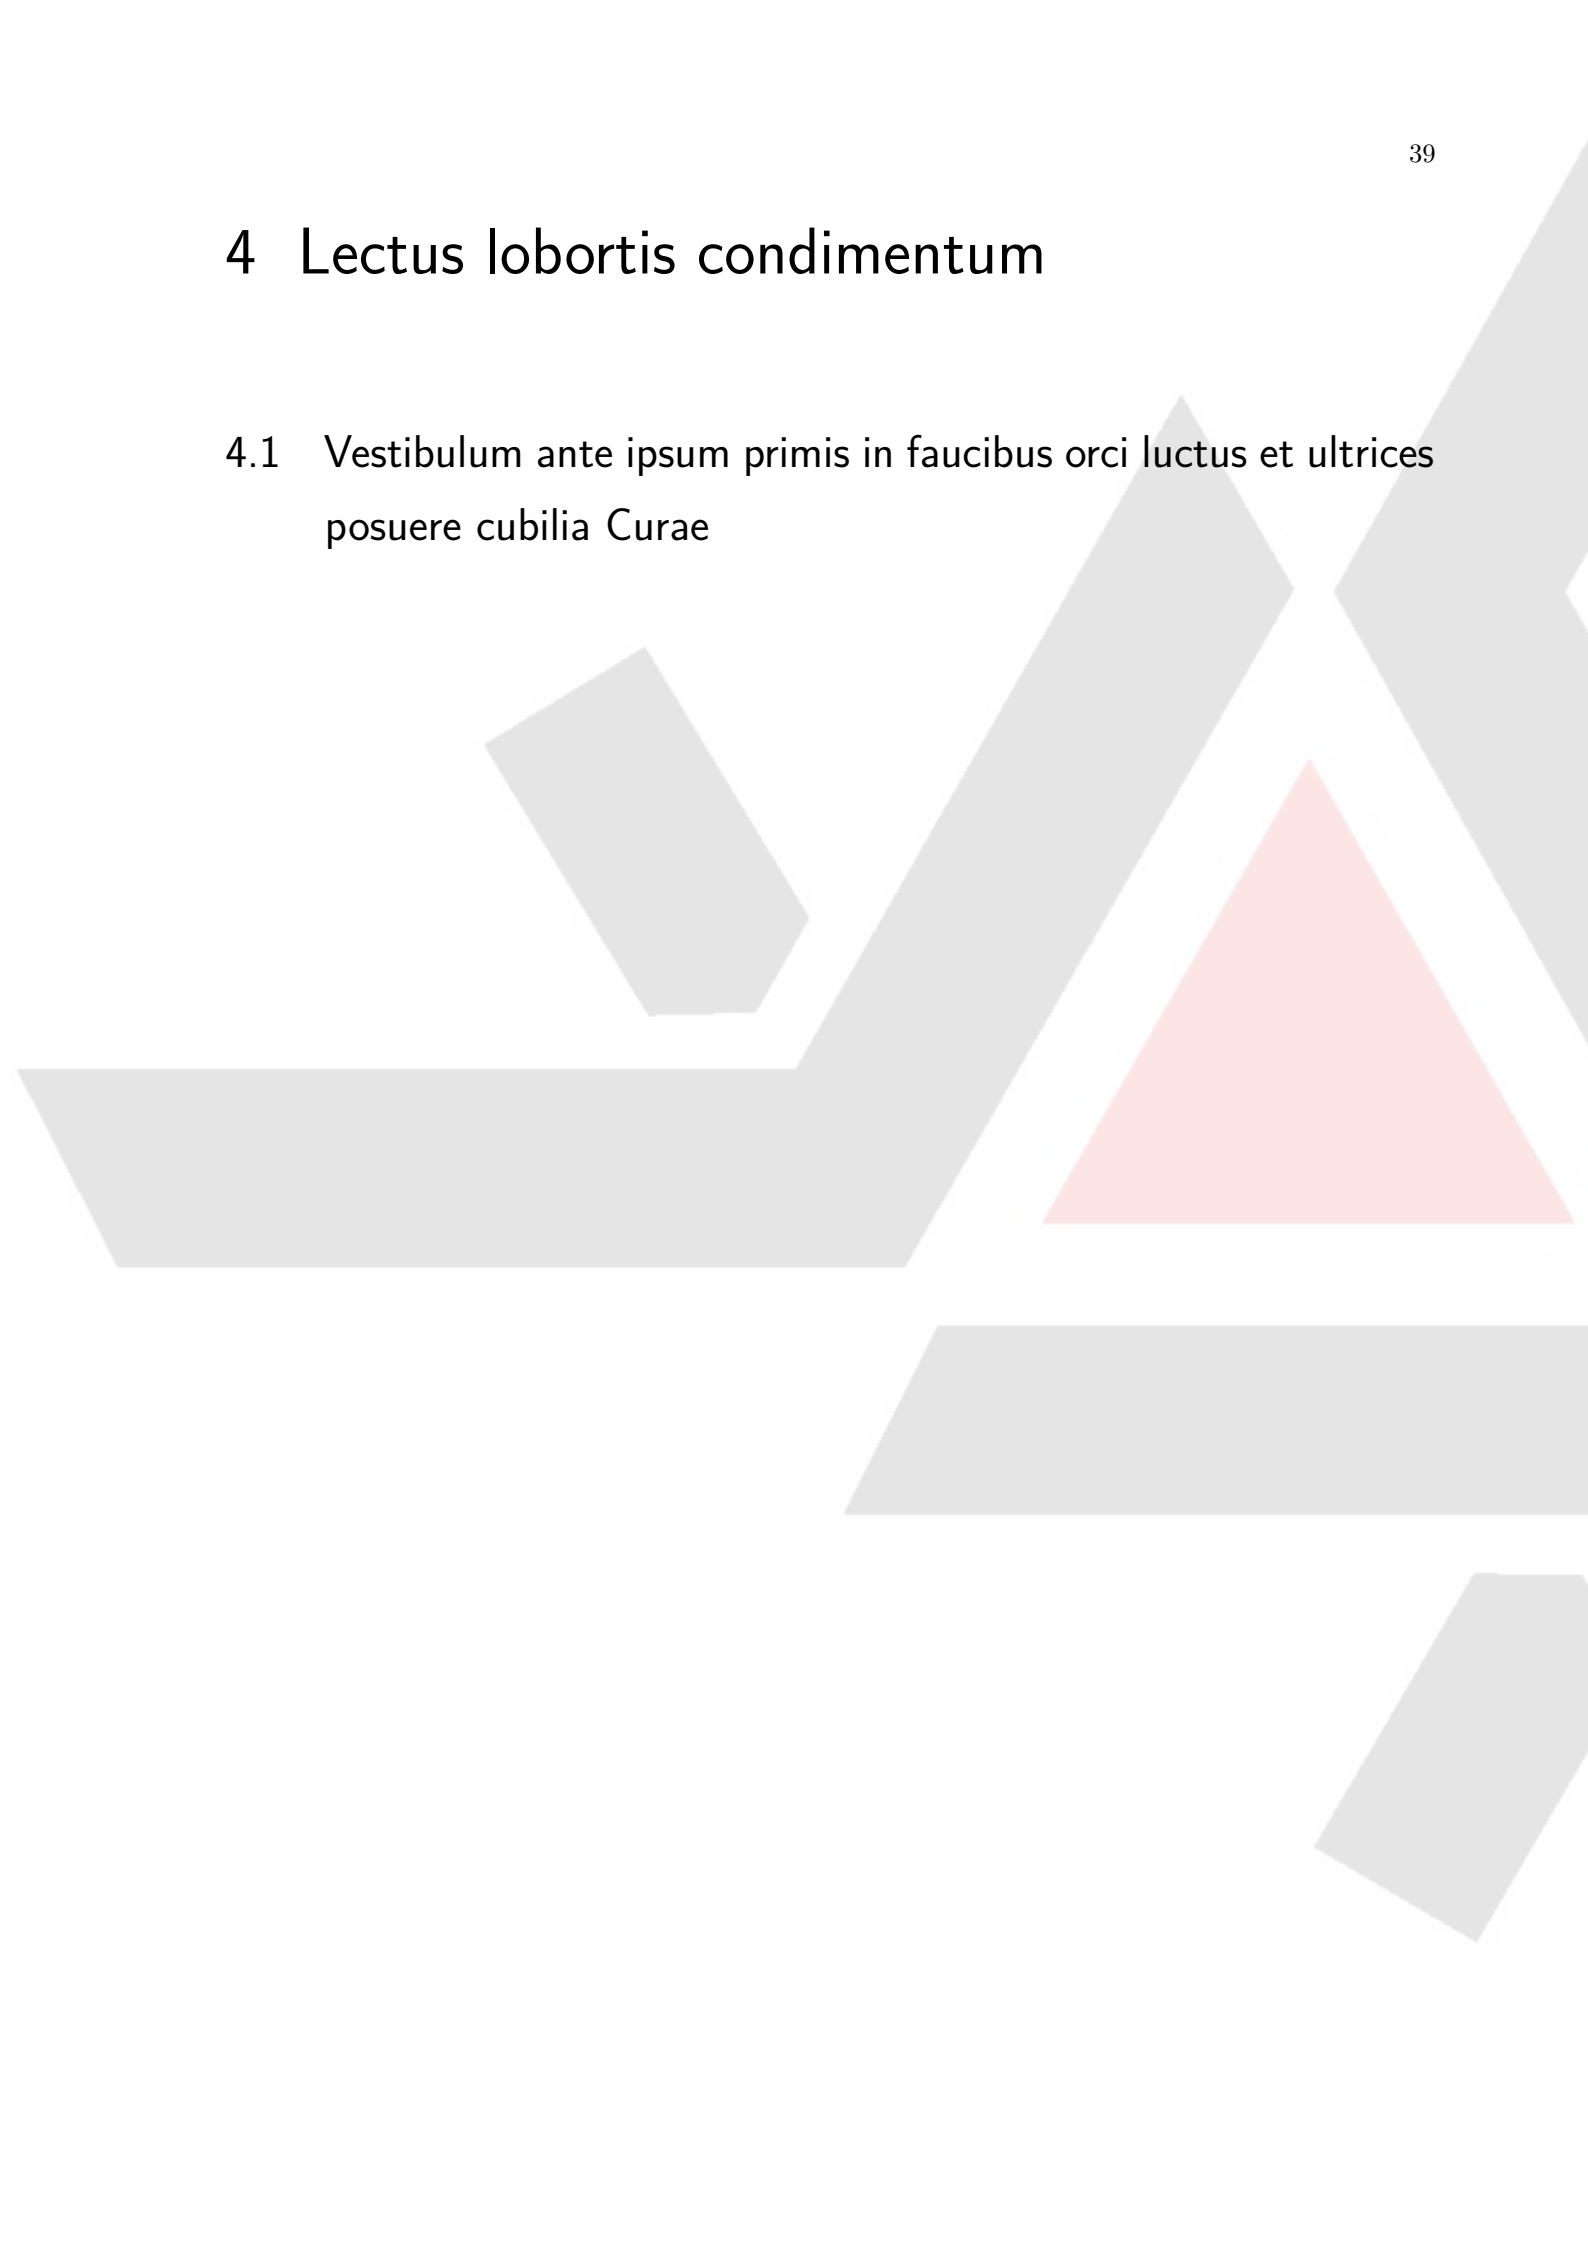 39
4 Lectus lobortis condimentum
4.1 Vestibulum ante ipsum primis in faucibus orci luctus et ultrices
posuere cubilia Curae